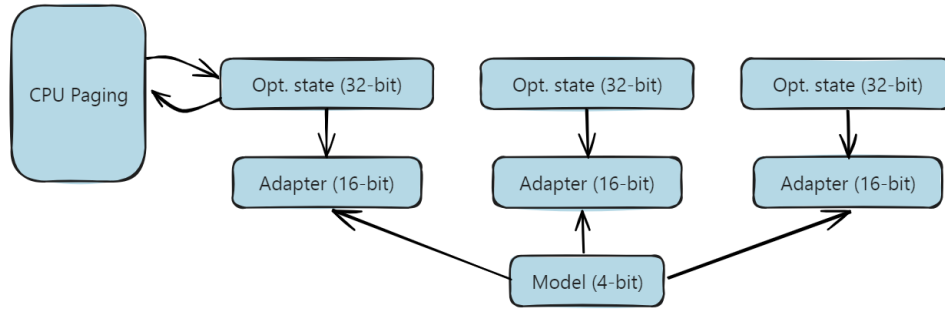 CPU Paging
Opt. state (32-bit)
Opt. state (32-bit)
Opt. state (32-bit)
Adapter (16-bit)
Adapter (16-bit)
Adapter (16-bit)
Model (4-bit)